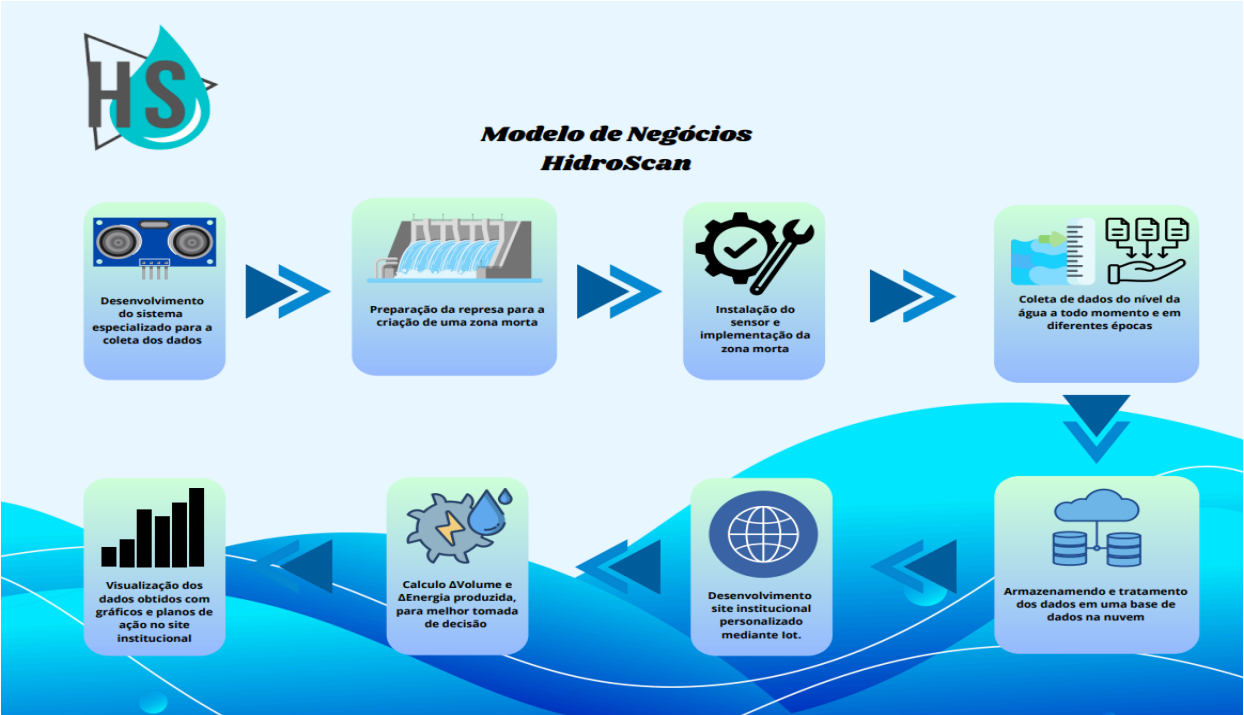 HS
Modelo de Negócios
HidroScan
Desenvolvimento
do sistema
especializado para a
coleta dos dados
Preparação da represa para a
criação de uma zona morta
Instalação do
sensor e
implementação da
zona morta
Coleta de dados do nível da
água a todo momento e em
diferentes épocas
Visualização dos
dados obtidos com
gráficos e planos de
ação no site
institucional
Calculo ΔVolume e
ΔEnergia produzida,
para melhor tomada
de decisão
Desenvolvimento
site institucional
personalizado
mediante Iot.
Armazenamendo e tratamento
dos dados em uma base de
dados na nuvem